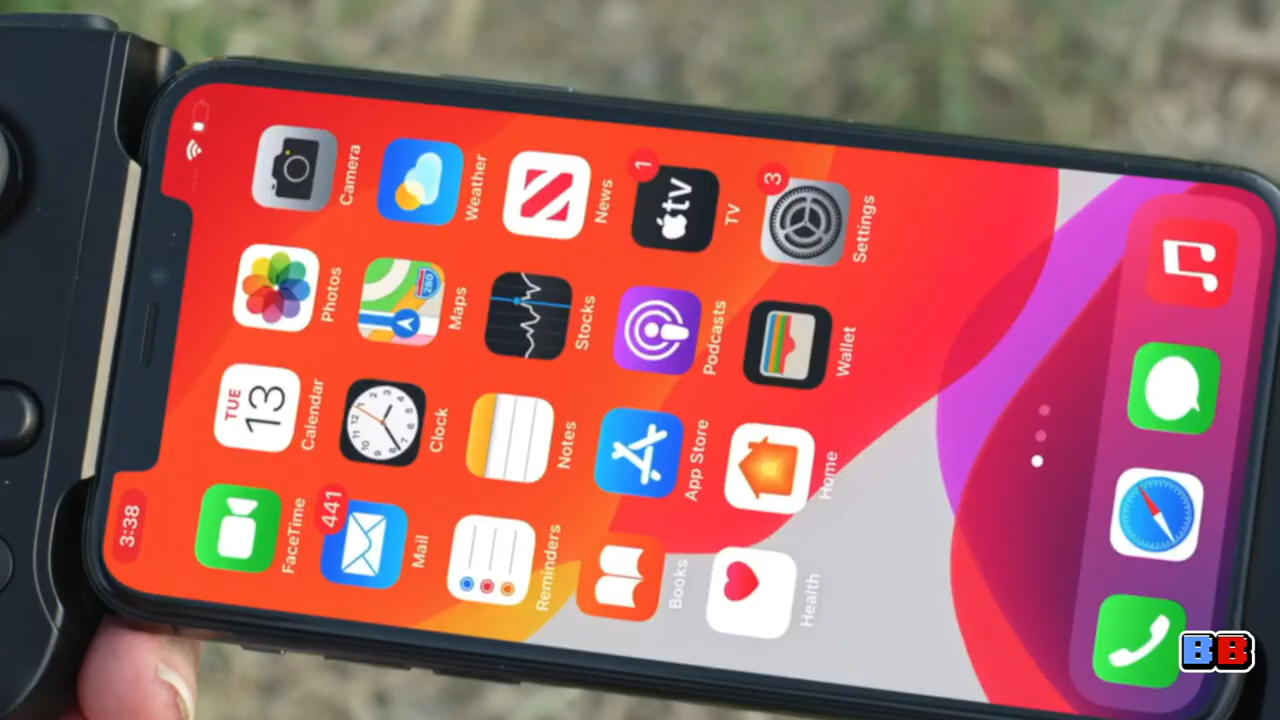 3:38
FaceTime
TUE
13
Calendar
Photos
Camera
441
Mail
Clock
280
Maps
Weather
Reminders
Notes
Stocks
News
Books
App Store
Podcasts
1
tv
TV
Health
Home
Wallet
3
Settings
BB